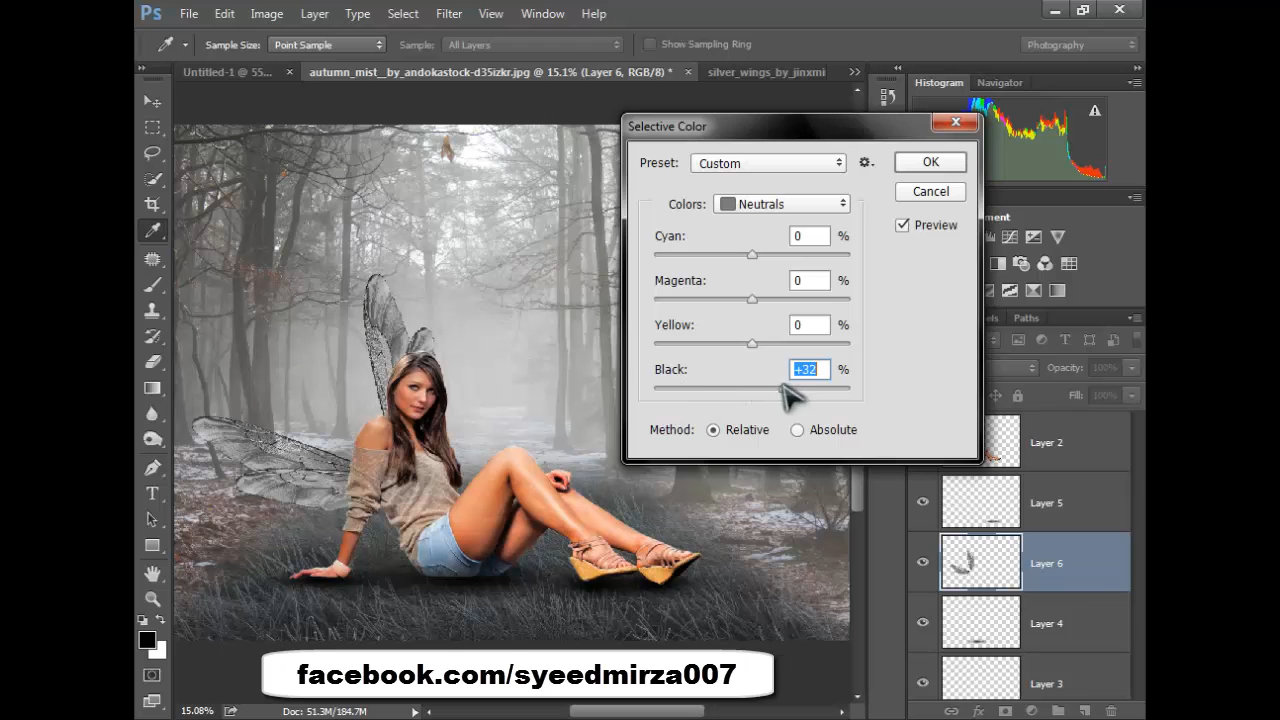 Ps File Edit Image Layer Type Select Filter View Window Help
Sample Size: Point Sample Sample: All Layers Show Sampling Ring Photography
Untitled-1 @ 55... × autumn_mist__by_andokastock-d35izkr.jpg @ 15.1% (Layer 6, RGB/8) * × silver_wings_by_jinxmi
Histogram Navigator
Selective Color
Preset: Custom
OK
Colors: Neutrals
Cancel
Cyan: 0 %
Preview
Magenta: 0 %
Yellow: 0 %
Black: +32 %
Method: Relative Absolute
ment
els Paths
Opacity: 100%
Fill: 100%
Layer 2
Layer 5
Layer 6
Layer 4
Layer 3
facebook.com/syeedmirza007
15.08% Doc: 51.3M/184.7M